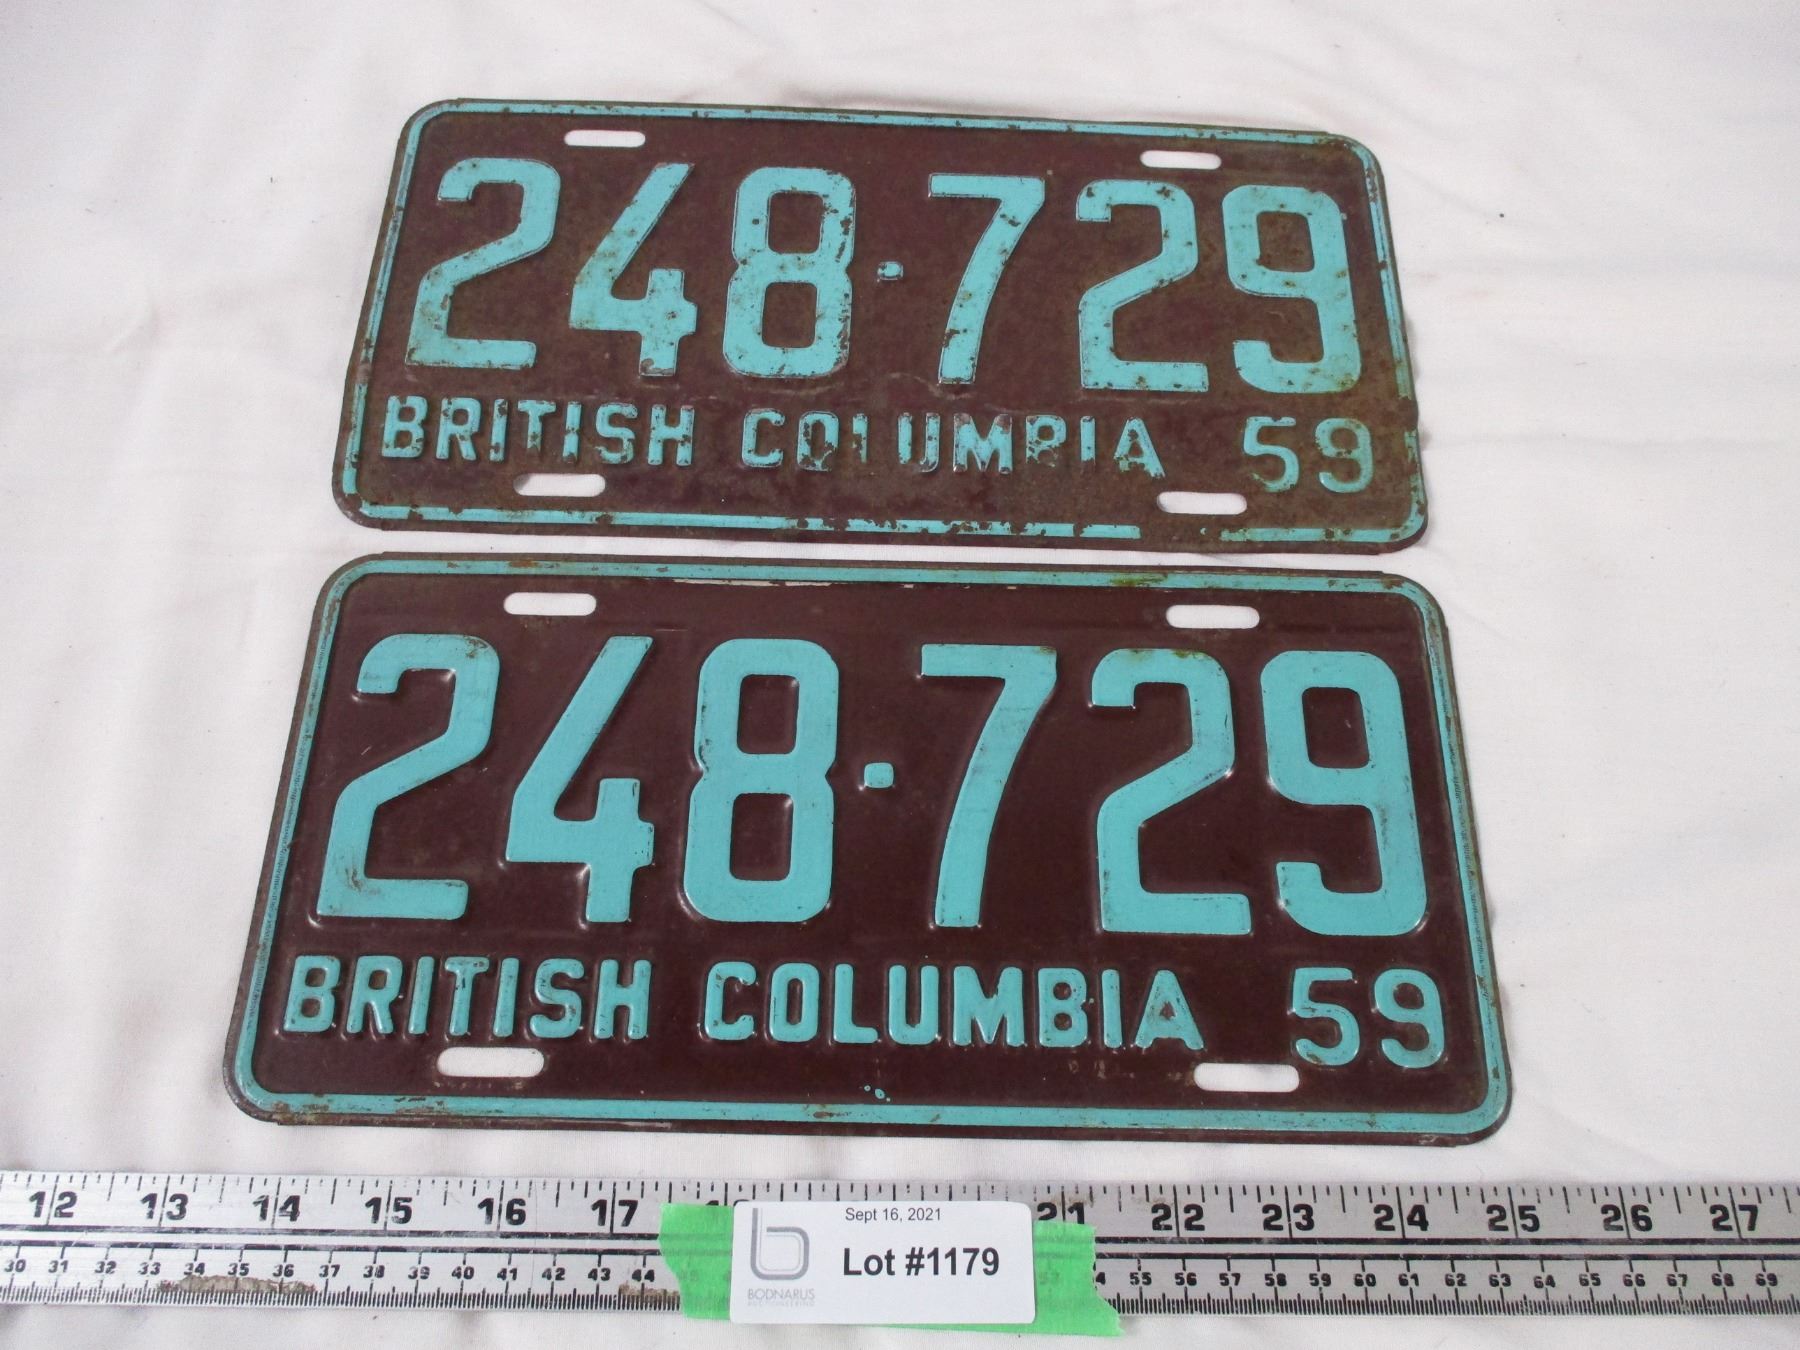 248·729
BRITISH COLUMBIA 59
248·729
BRITISH COLUMBIA 59
12 13 14 15 16 17 21 22 23 24 25 26 27
30 31 32 33 34 35 36 37 38 39 40 41 42 43 44 55 56 57 58 59 60 61 62 63 64 65 66 67 68 69
Sept 16, 2021
Lot #1179
BODNARUS
AUCTIONEERING